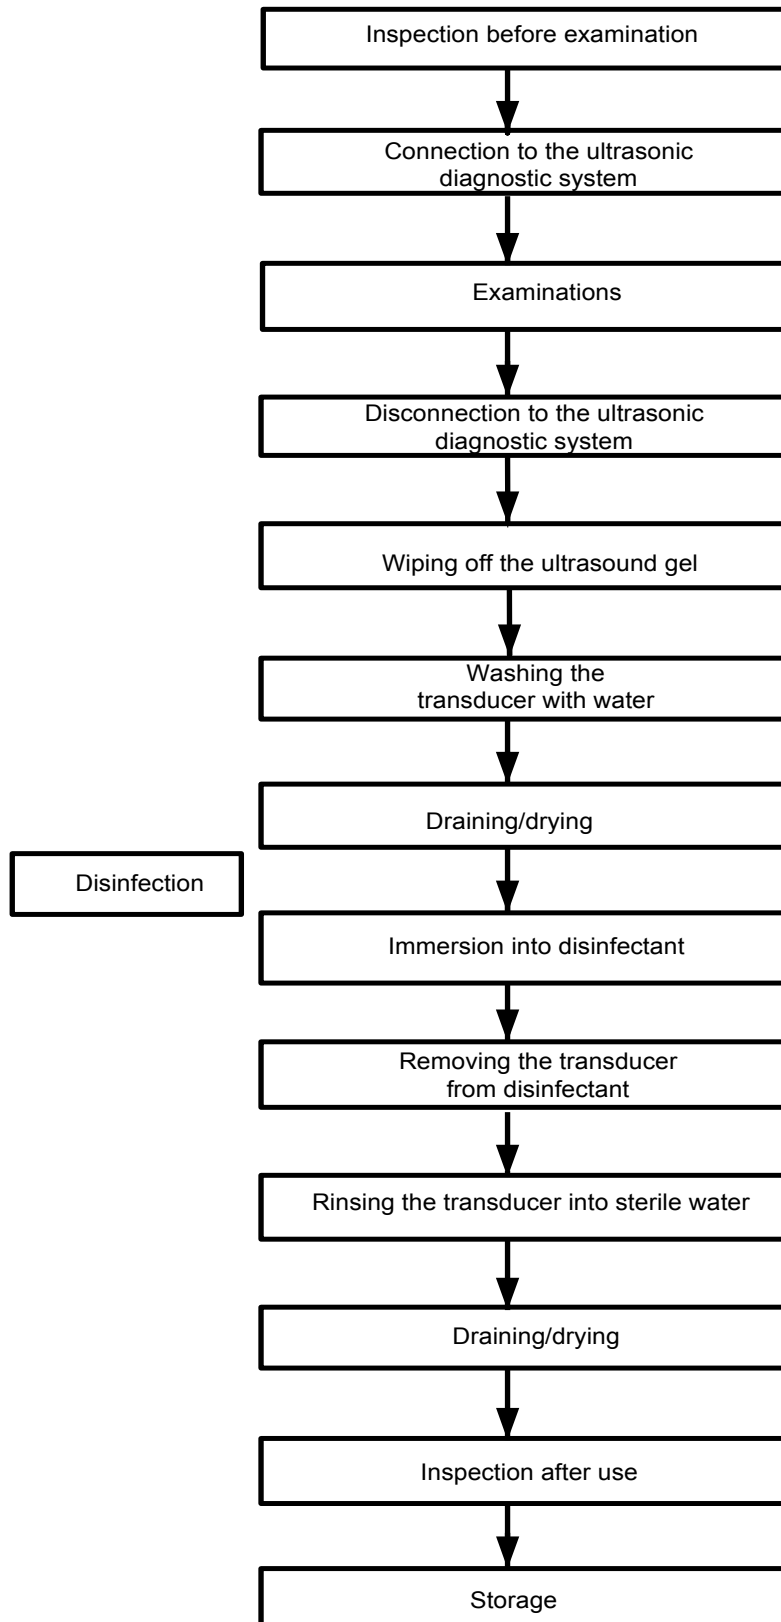 Inspection before examination
Connection to the ultrasonic
diagnostic system
Examinations
Disconnection to the ultrasonic
diagnostic system
Wiping off the ultrasound gel
Washing the
transducer with water
Draining/drying
Disinfection
Immersion into disinfectant
Removing the transducer
from disinfectant
Rinsing the transducer into sterile water
Draining/drying
Inspection after use
Storage